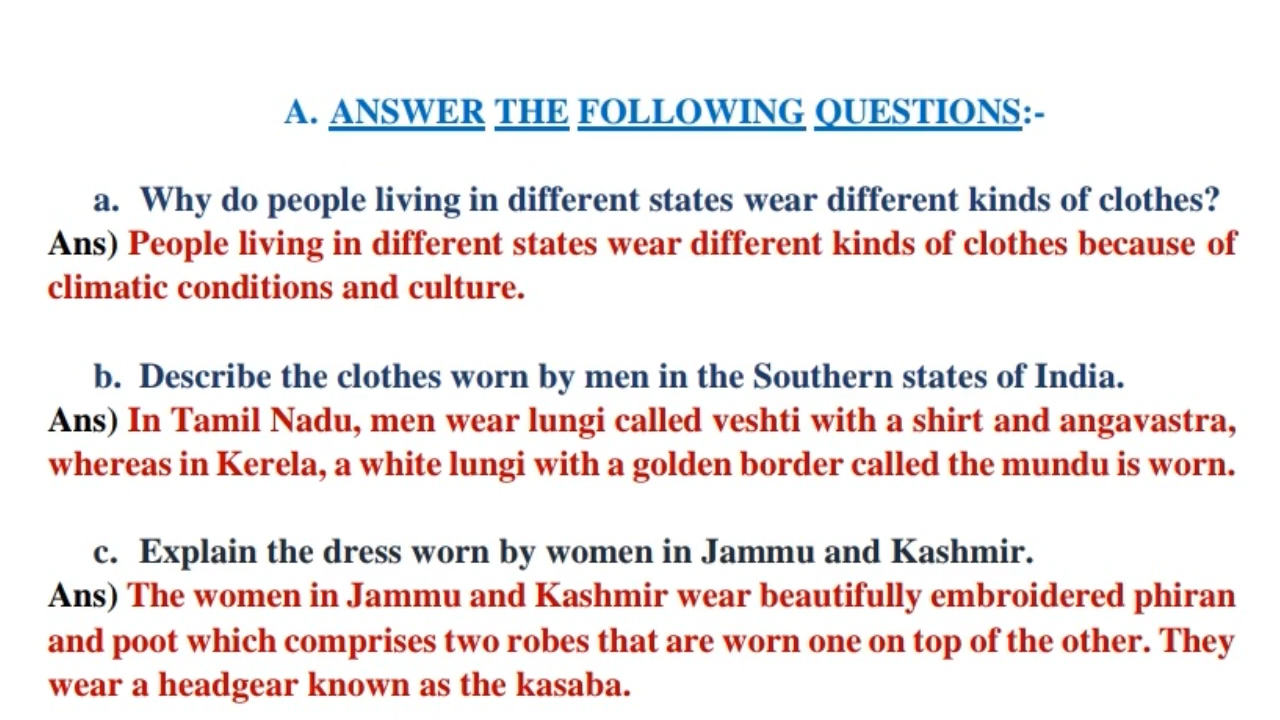 A. ANSWER THE FOLLOWING QUESTIONS:-
a. Why do people living in different states wear different kinds of clothes?
Ans) People living in different states wear different kinds of clothes because of
climatic conditions and culture.
b. Describe the clothes worn by men in the Southern states of India.
Ans) In Tamil Nadu, men wear lungi called veshti with a shirt and angavastra,
whereas in Kerela, a white lungi with a golden border called the mundu is worn.
c. Explain the dress worn by women in Jammu and Kashmir.
Ans) The women in Jammu and Kashmir wear beautifully embroidered phiran
and poot which comprises two robes that are worn one on top of the other. They
wear a headgear known as the kasaba.